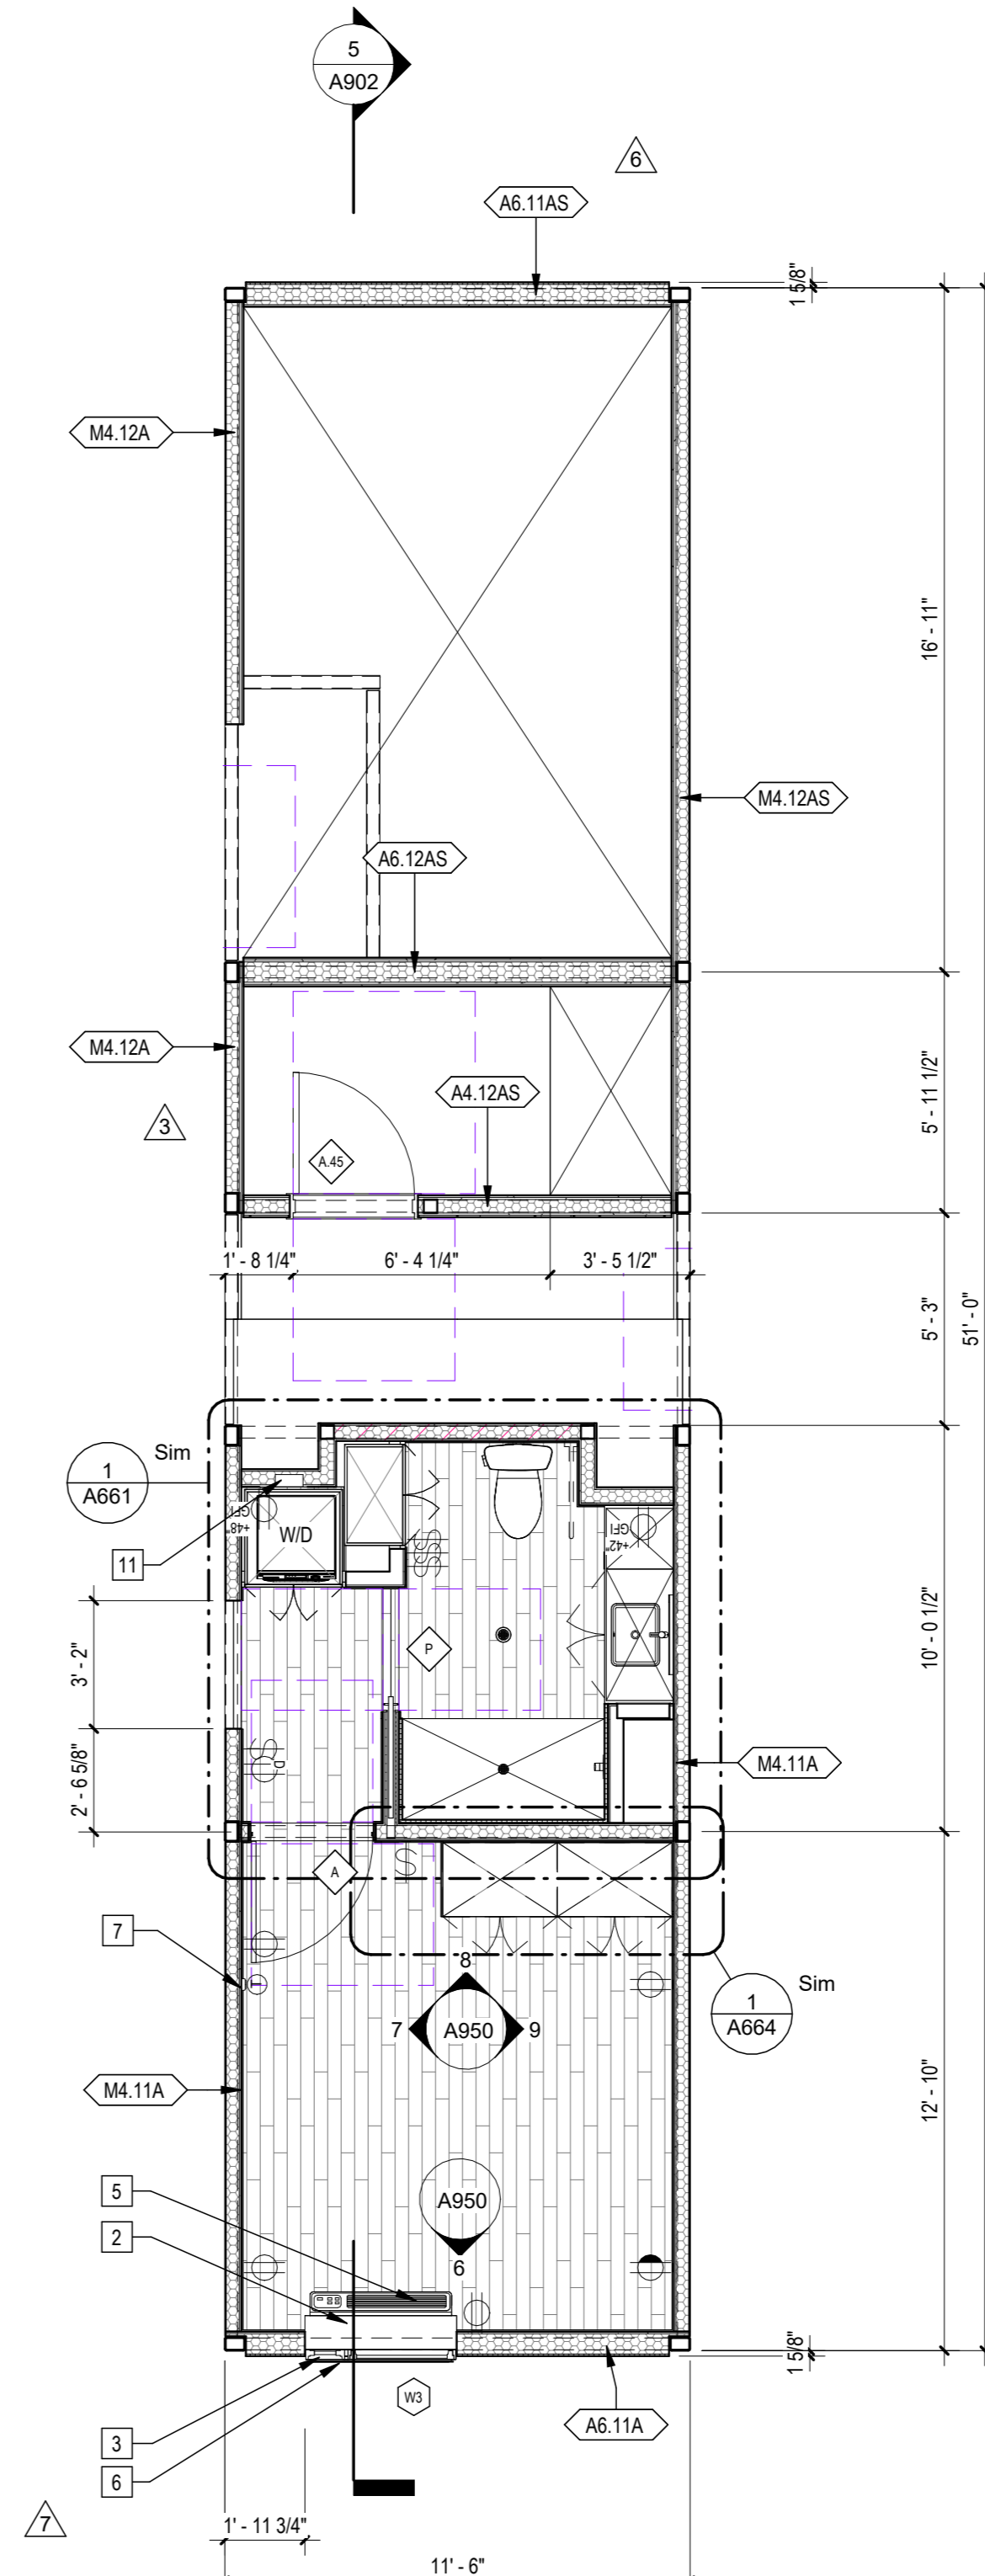 5
A902
6
A6.11AS
1 5/8"
M4.12A
16' - 11"
M4.12AS
A6.12AS
M4.12A
A4.12AS
5' - 11 1/2"
3
A.45
1' - 8 1/4"
6' - 4 1/4"
3' - 5 1/2"
5' - 3"
51' - 0"
Sim
1
A661
GFI
+48"
W/D
GFI
+42"
11
P
3' - 2"
10' - 0 1/2"
2' - 6 5/8"
D
M4.11A
A
S
7
T
8
7
A950
9
Sim
1
A664
M4.11A
12' - 10"
5
A950
2
6
1 5/8"
W3
3
A6.11A
6
7
1' - 11 3/4"
11' - 6"